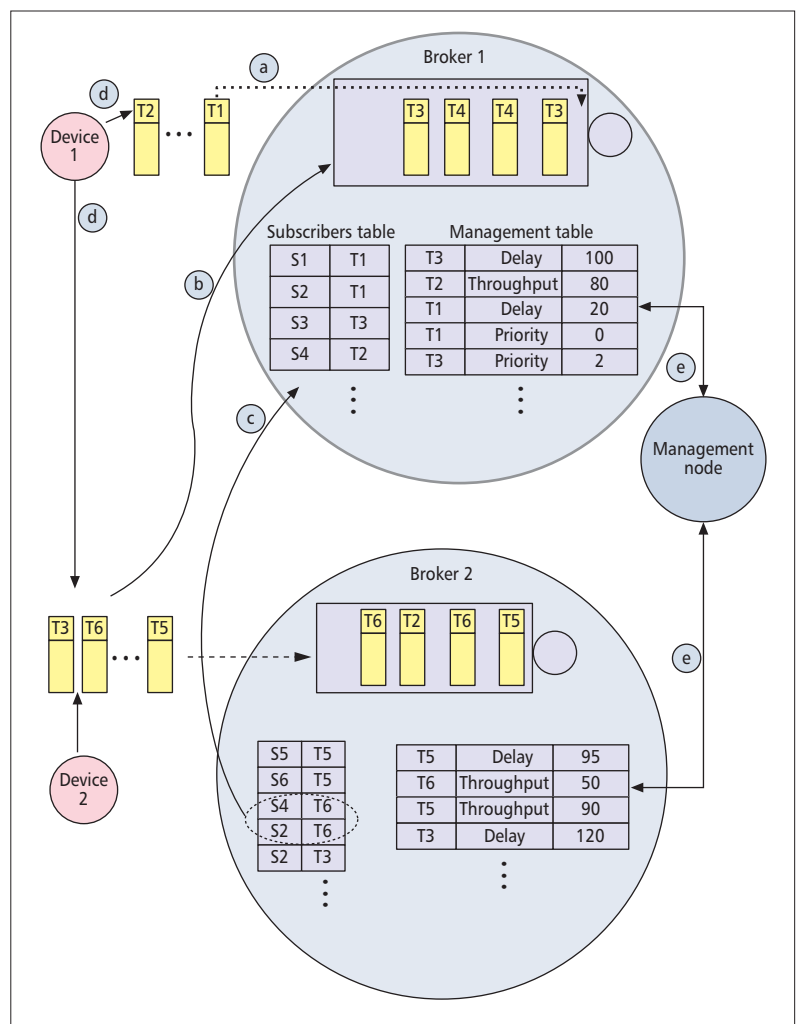 Broker 1
a
d
T2 ... T1
T3 T4 T4 T3
Device
1
d
Subscribers table
S1 T1
S2 T1
S3 T3
S4 T2
Management table
T3 Delay 100
T2 Throughput 80
T1 Delay 20
T1 Priority 0
T3 Priority 2
b
c
e
Management
node
Broker 2
T3 T6 ... T5
T6 T2 T6 T5
e
Device
2
S5 T5
S6 T5
S4 T6
S2 T6
S2 T3
T5 Delay 95
T6 Throughput 50
T5 Throughput 90
T3 Delay 120